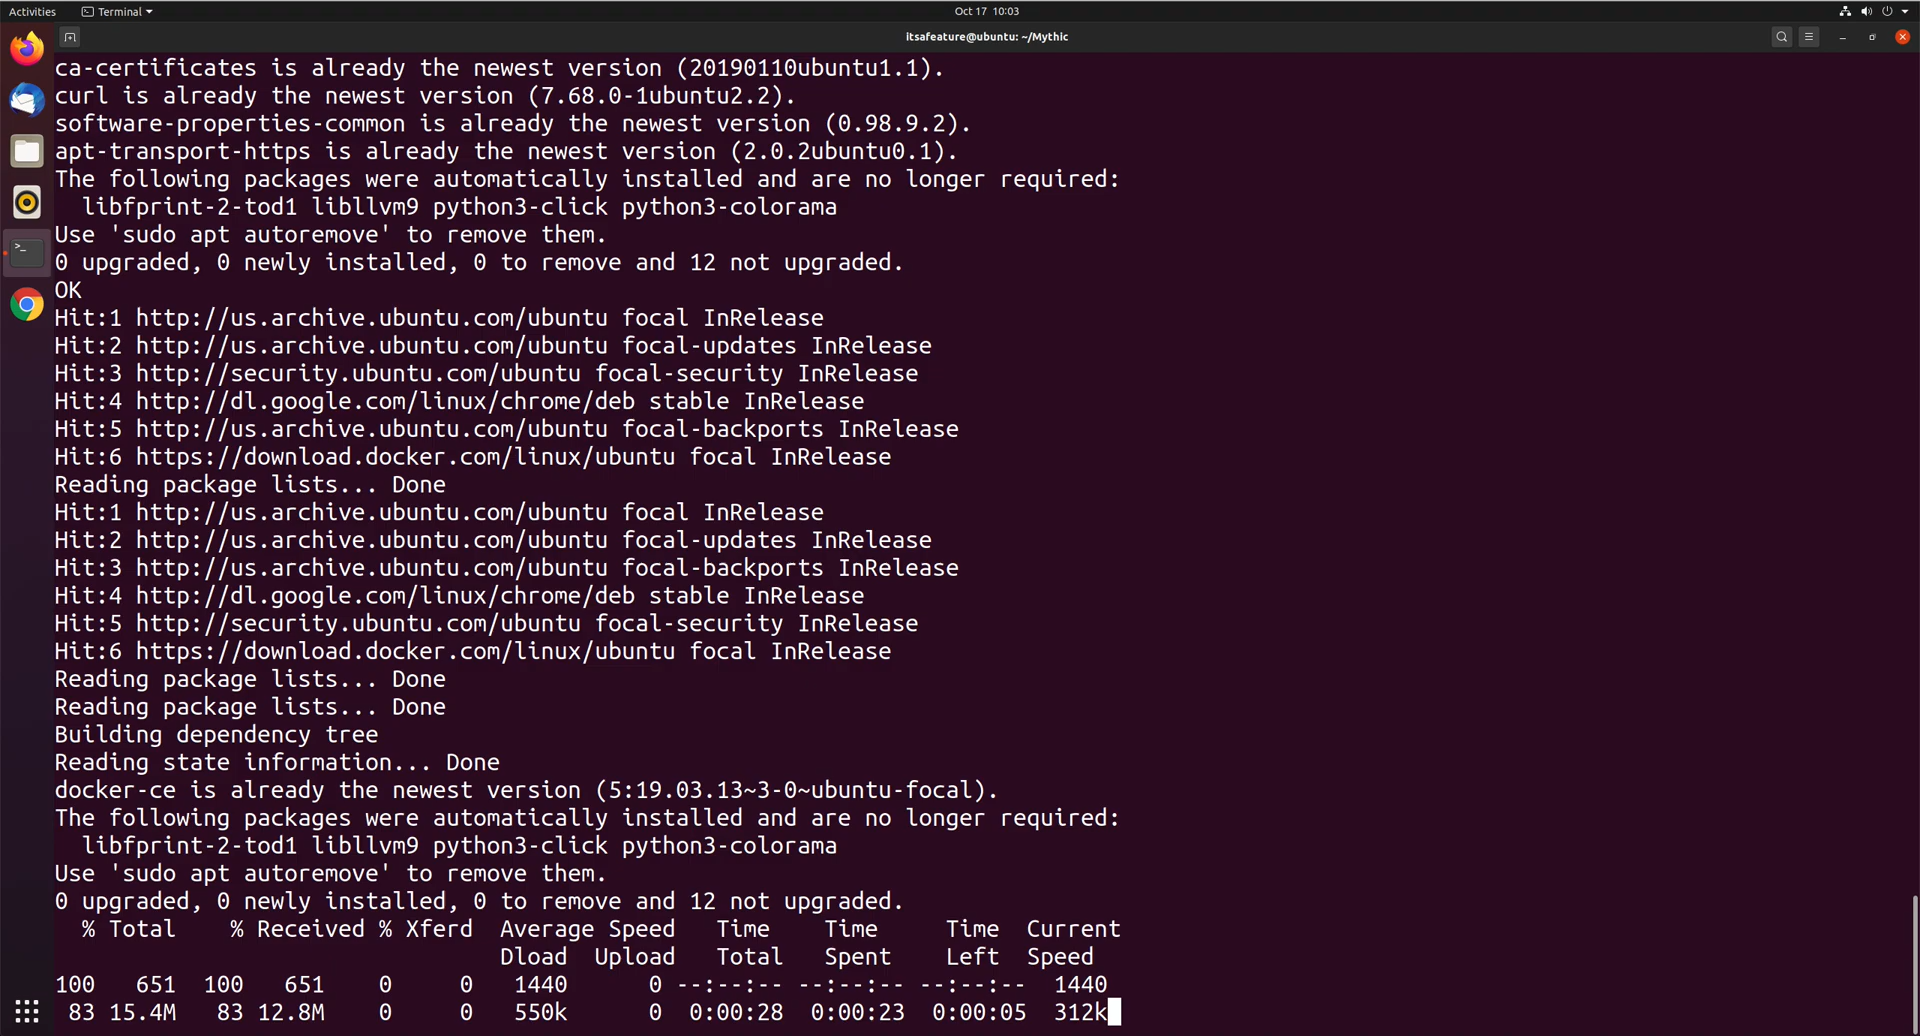 Activities Terminal Oct 17 10:03
itsafeature@ubuntu: ~/Mythic
ca-certificates is already the newest version (20190110ubuntu1.1).
curl is already the newest version (7.68.0-1ubuntu2.2).
software-properties-common is already the newest version (0.98.9.2).
apt-transport-https is already the newest version (2.0.2ubuntu0.1).
The following packages were automatically installed and are no longer required:
  libfprint-2-tod1 libllvm9 python3-click python3-colorama
Use 'sudo apt autoremove' to remove them.
0 upgraded, 0 newly installed, 0 to remove and 12 not upgraded.
OK
Hit:1 http://us.archive.ubuntu.com/ubuntu focal InRelease
Hit:2 http://us.archive.ubuntu.com/ubuntu focal-updates InRelease
Hit:3 http://security.ubuntu.com/ubuntu focal-security InRelease
Hit:4 http://dl.google.com/linux/chrome/deb stable InRelease
Hit:5 http://us.archive.ubuntu.com/ubuntu focal-backports InRelease
Hit:6 https://download.docker.com/linux/ubuntu focal InRelease
Reading package lists... Done
Hit:1 http://us.archive.ubuntu.com/ubuntu focal InRelease
Hit:2 http://us.archive.ubuntu.com/ubuntu focal-updates InRelease
Hit:3 http://us.archive.ubuntu.com/ubuntu focal-backports InRelease
Hit:4 http://dl.google.com/linux/chrome/deb stable InRelease
Hit:5 http://security.ubuntu.com/ubuntu focal-security InRelease
Hit:6 https://download.docker.com/linux/ubuntu focal InRelease
Reading package lists... Done
Reading package lists... Done
Building dependency tree
Reading state information... Done
docker-ce is already the newest version (5:19.03.13~3-0~ubuntu-focal).
The following packages were automatically installed and are no longer required:
  libfprint-2-tod1 libllvm9 python3-click python3-colorama
Use 'sudo apt autoremove' to remove them.
0 upgraded, 0 newly installed, 0 to remove and 12 not upgraded.
  % Total    % Received % Xferd  Average Speed   Time    Time     Time  Current
                                 Dload  Upload   Total   Spent    Left  Speed
100   651  100   651    0     0   1440      0 --:--:-- --:--:-- --:--:--  1440
 83 15.4M   83 12.8M    0     0   550k      0  0:00:28  0:00:23  0:00:05  312k